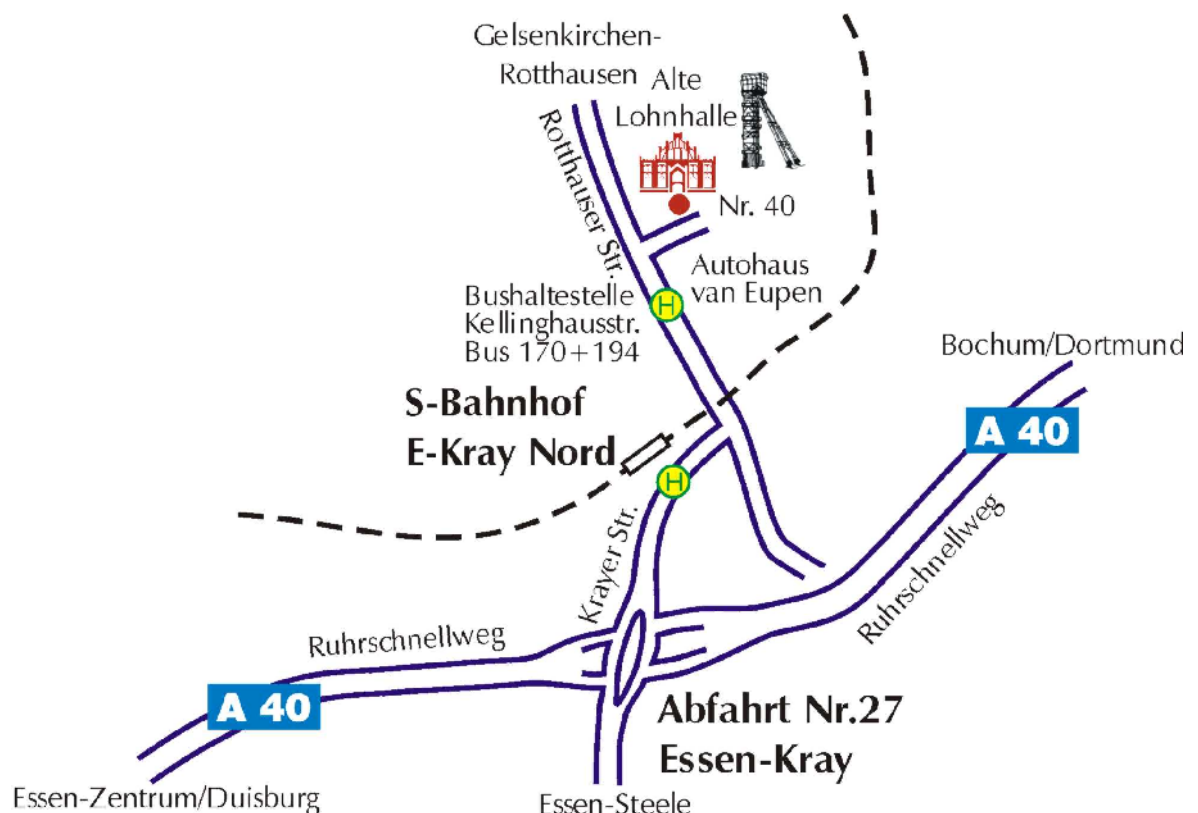 Gelsenkirchen-
Rotthausen
Alte
Lohnhalle
Rotthauser Str.
Nr. 40
Autohaus
van Eupen
H
Bushaltestelle
Kellinghausstr.
Bus 170+194
Bochum/Dortmund
S-Bahnhof
E-Kray Nord
A 40
H
Krayer Str.
Ruhrschnellweg
Ruhrschnellweg
A 40
Abfahrt Nr.27
Essen-Kray
Essen-Zentrum/Duisburg
Essen-Steele